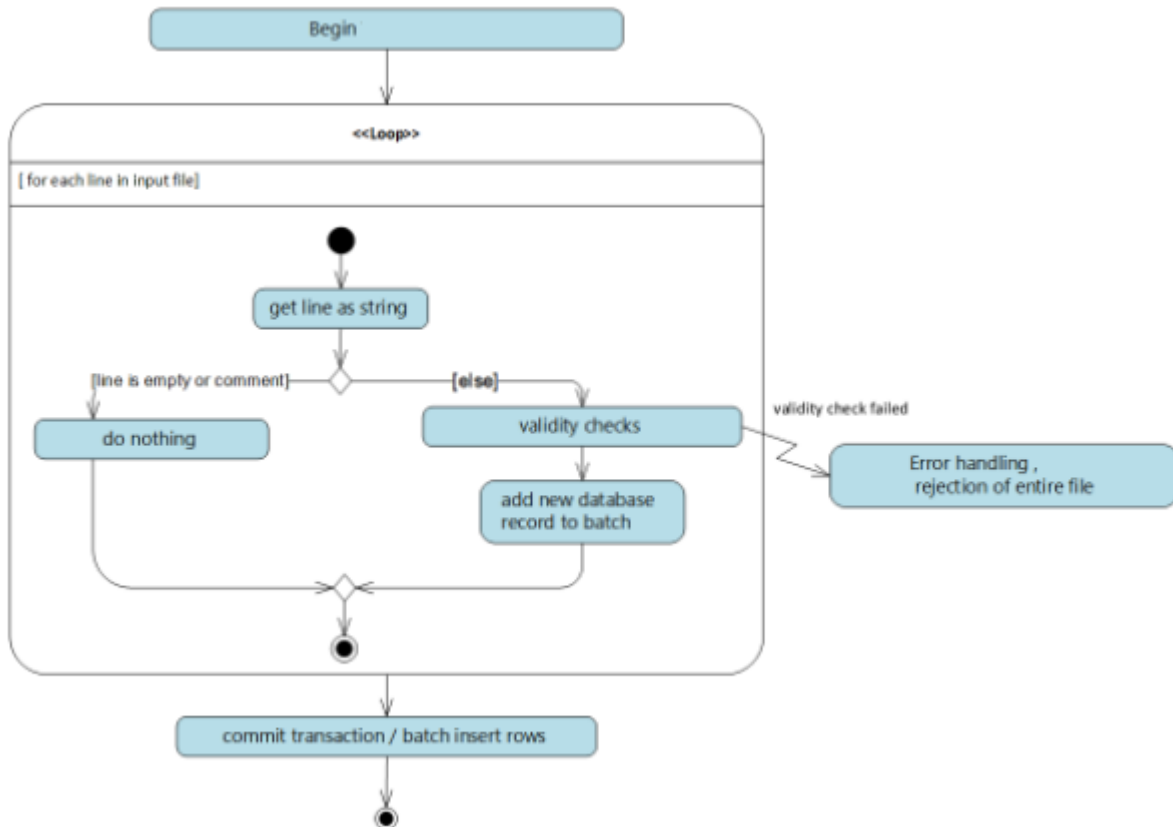 Begin
<<Loop>>
[ for each line in input file]
get line as string
[line is empty or comment]
[else]
do nothing
validity checks
validity check failed
Error handling ,
rejection of entire file
add new database
record to batch
commit transaction / batch insert rows